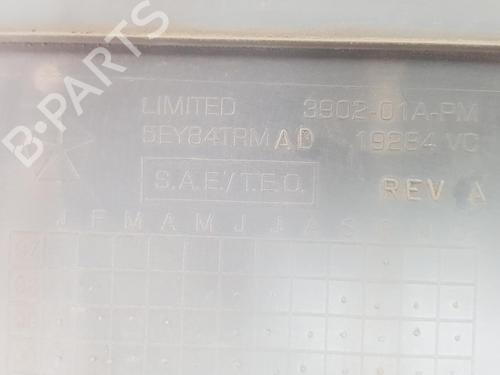 B-PARTS
LIMITED 3902-01A-PM
5EY84TRMAD 19284 VC
S.A.E./T.E.O. REV A
J F M A M J J A S O N